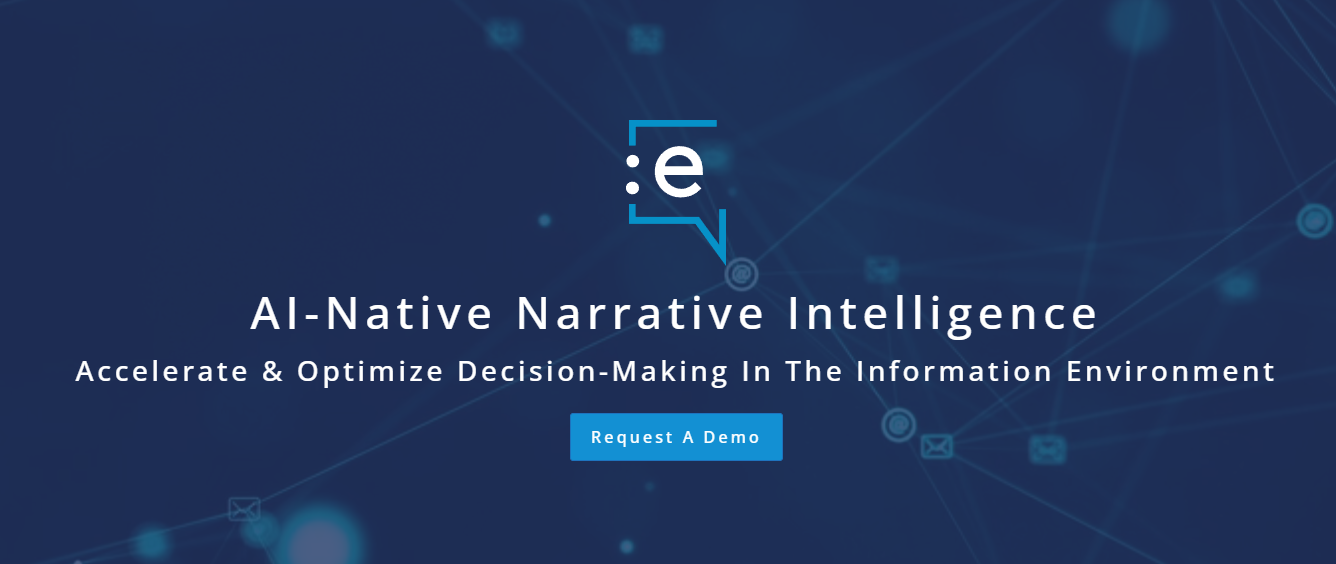 :e
AI-Native Narrative Intelligence
Accelerate & Optimize Decision-Making In The Information Environment
Request A Demo